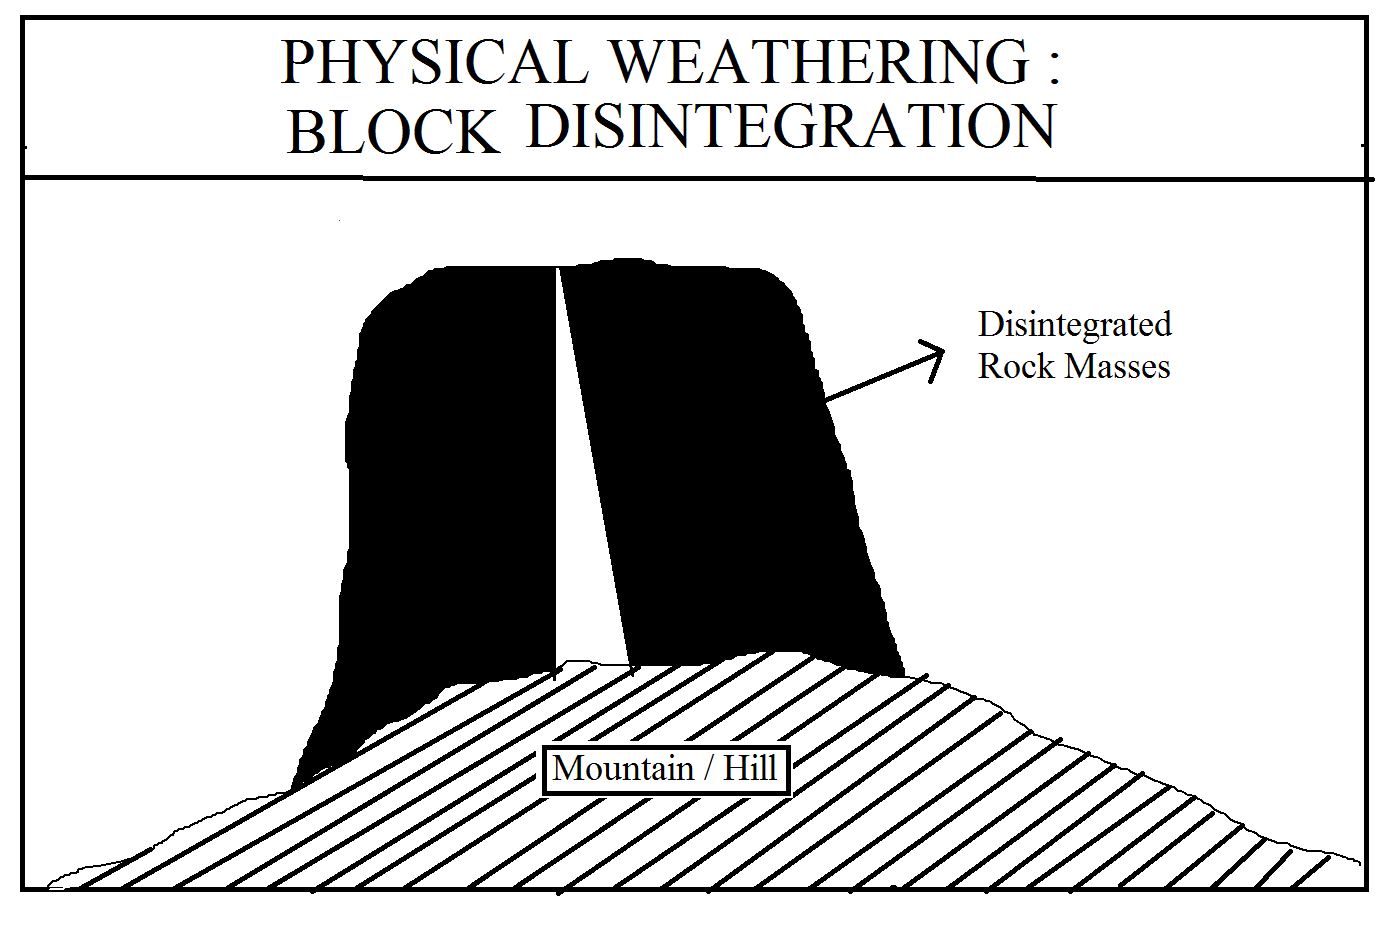 PHYSICAL WEATHERING :
BLOCK DISINTEGRATION
Disintegrated
Rock Masses
Mountain / Hill